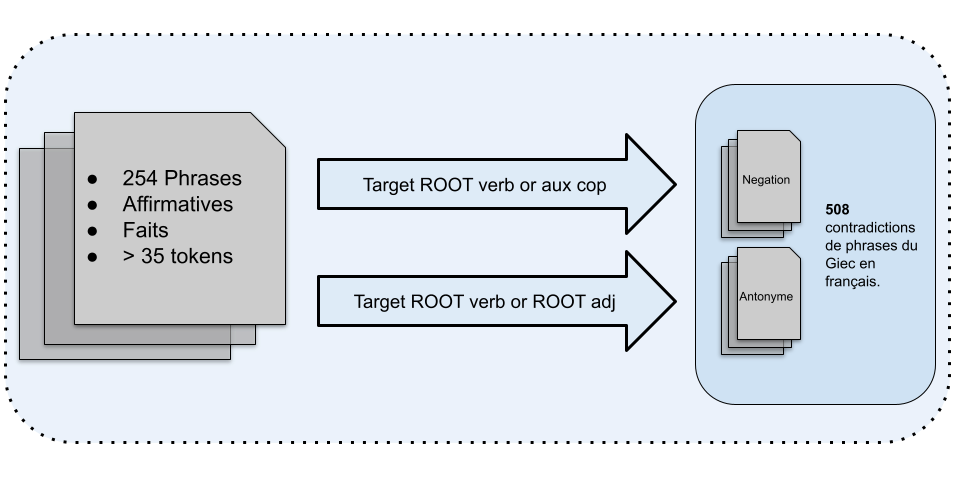 ● 254 Phrases
● Affirmatives
● Faits
● > 35 tokens
Target ROOT verb or aux cop
Target ROOT verb or ROOT adj
Negation
Antonyme
508
contradictions
de phrases du
Giec en
français.